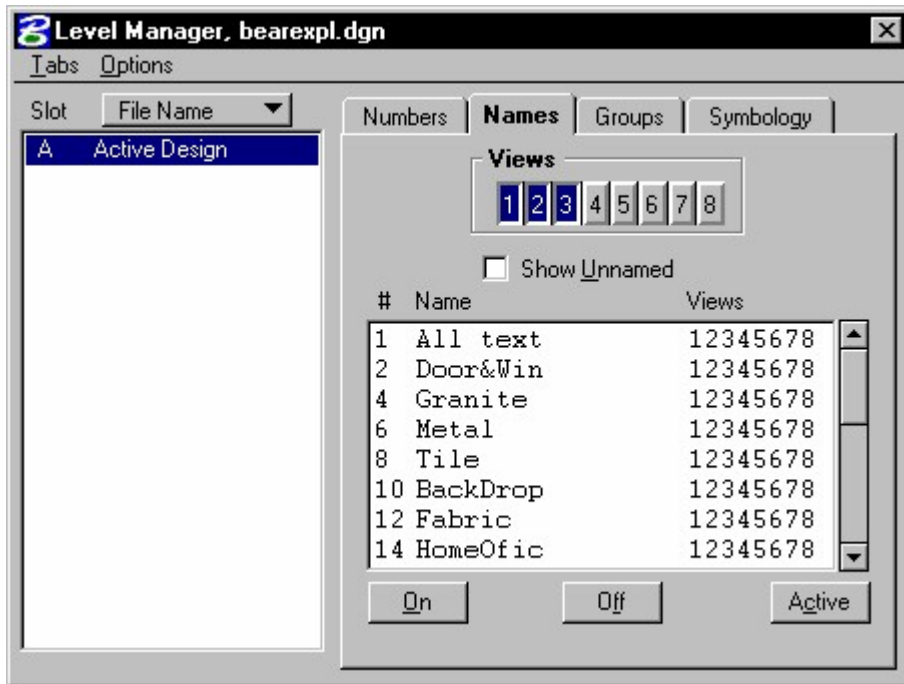 Level Manager, bearexpl.dgn
Tabs Options
Slot File Name
A Active Design
Numbers Names Groups Symbology
Views
1 2 3 4 5 6 7 8
Show Unnamed
# Name Views
1 All text 12345678
2 Door&Win 12345678
4 Granite 12345678
6 Metal 12345678
8 Tile 12345678
10 BackDrop 12345678
12 Fabric 12345678
14 HomeOfic 12345678
On Off Active